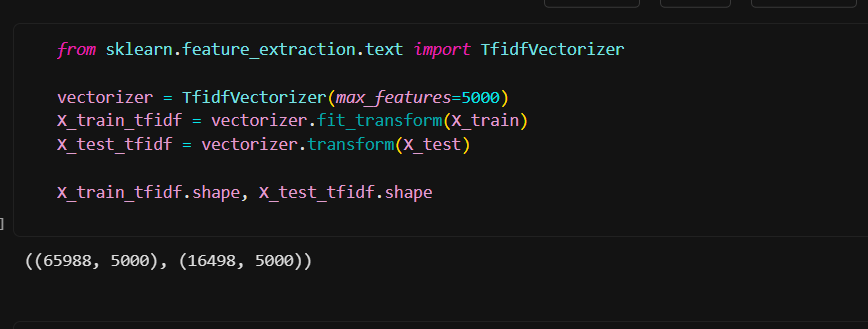 from sklearn.feature_extraction.text import TfidfVectorizer
vectorizer = TfidfVectorizer(max_features=5000)
X_train_tfidf = vectorizer.fit_transform(X_train)
X_test_tfidf = vectorizer.transform(X_test)
X_train_tfidf.shape, X_test_tfidf.shape
]
((65988, 5000), (16498, 5000))